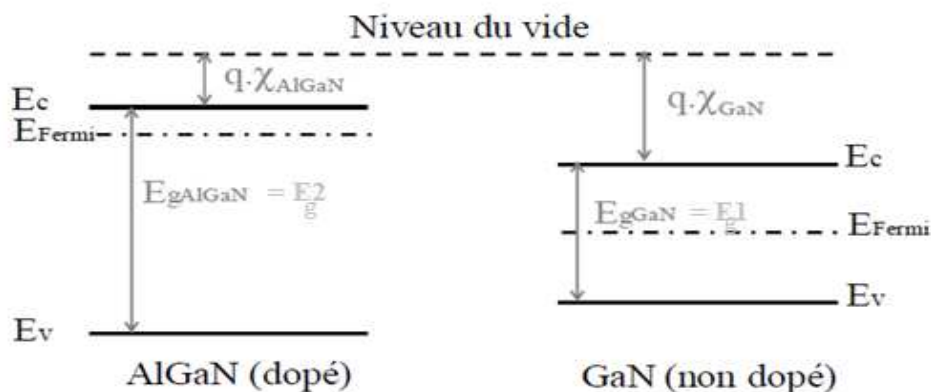 Niveau du vide
q.χAlGaN
q.χGaN
Ec
EFermi
EgAlGaN = Eg2
Ev
Ec
EgGaN = Eg1
EFermi
Ev
AlGaN (dopé)
GaN (non dopé)